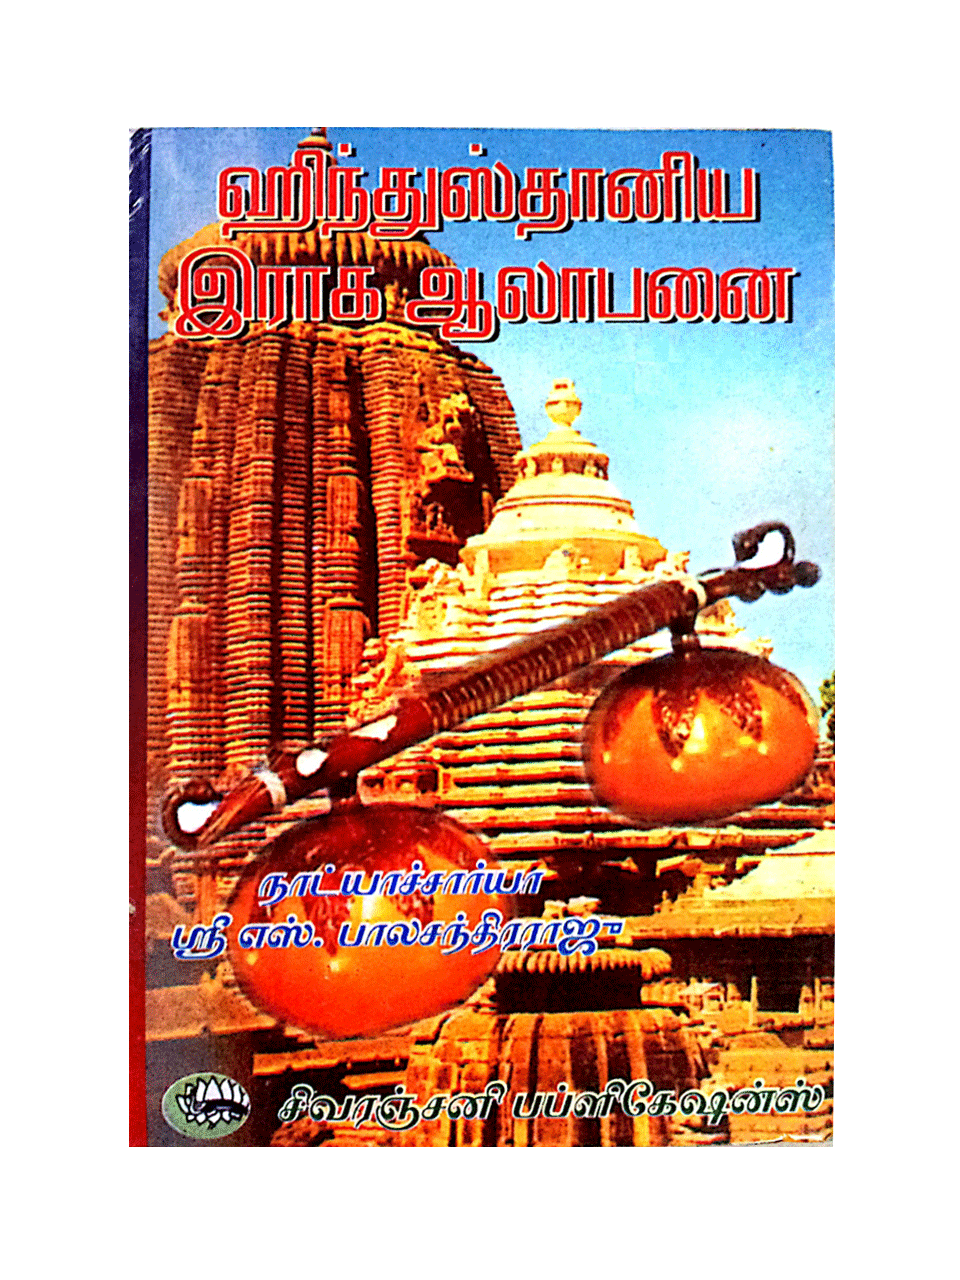 ஹிந்துஸ்தானிய
இராக ஆலாபனை
நாட்யாச்சார்யா
ஸ்ரீ எஸ். பாலசந்திரராஜு
சிவரஞ்சனி பப்ளிகேஷன்ஸ்